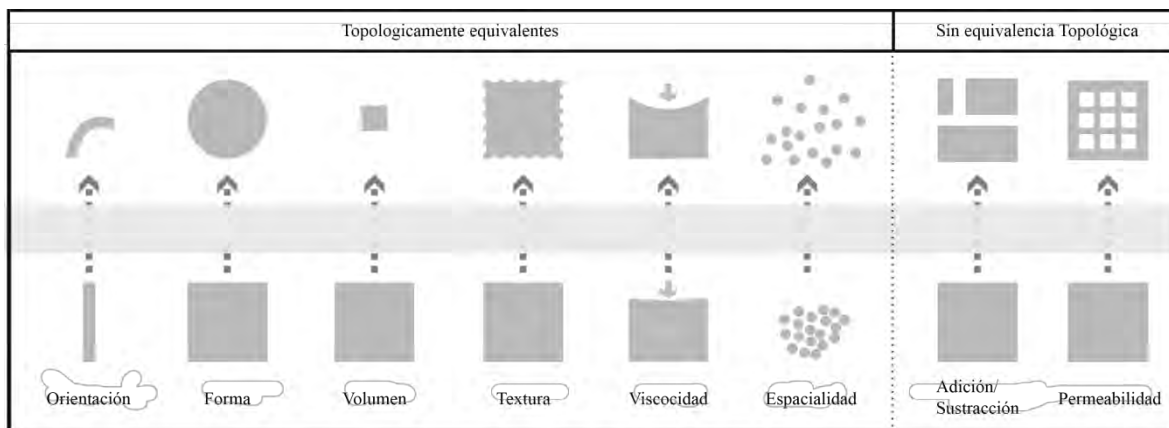 Topologicamente equivalentes
Sin equivalencia Topológica
Orientación
Forma
Volumen
Textura
Viscocidad
Espacialidad
Adición/
Sustracción
Permeabilidad